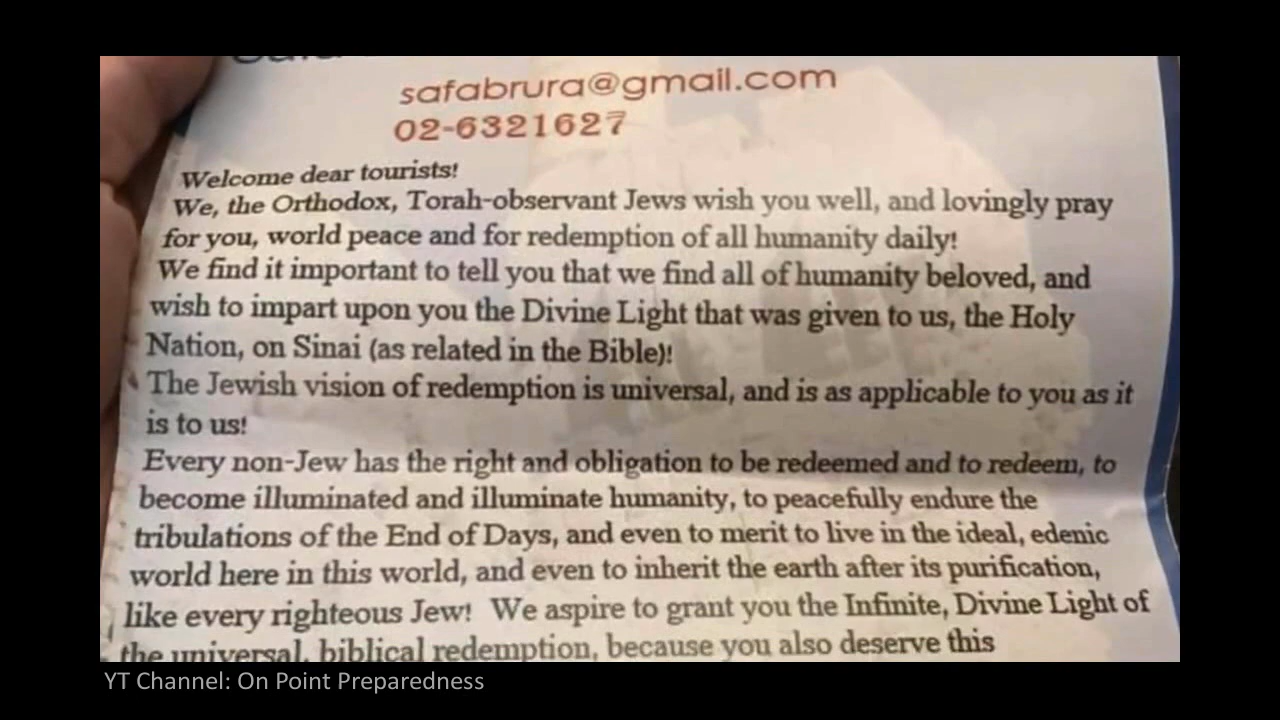 safabrura@gmail.com
02-6321627
Welcome dear tourists!
We, the Orthodox, Torah-observant Jews wish you well, and lovingly pray
for you, world peace and for redemption of all humanity daily!
We find it important to tell you that we find all of humanity beloved, and
wish to impart upon you the Divine Light that was given to us, the Holy
Nation, on Sinai (as related in the Bible)!
The Jewish vision of redemption is universal, and is as applicable to you as it
is to us!
Every non-Jew has the right and obligation to be redeemed and to redeem, to
become illuminated and illuminate humanity, to peacefully endure the
tribulations of the End of Days, and even to merit to live in the ideal, edenic
world here in this world, and even to inherit the earth after its purification,
like every righteous Jew! We aspire to grant you the Infinite, Divine Light of
the universal, biblical redemption, because you also deserve this
YT Channel: On Point Preparedness